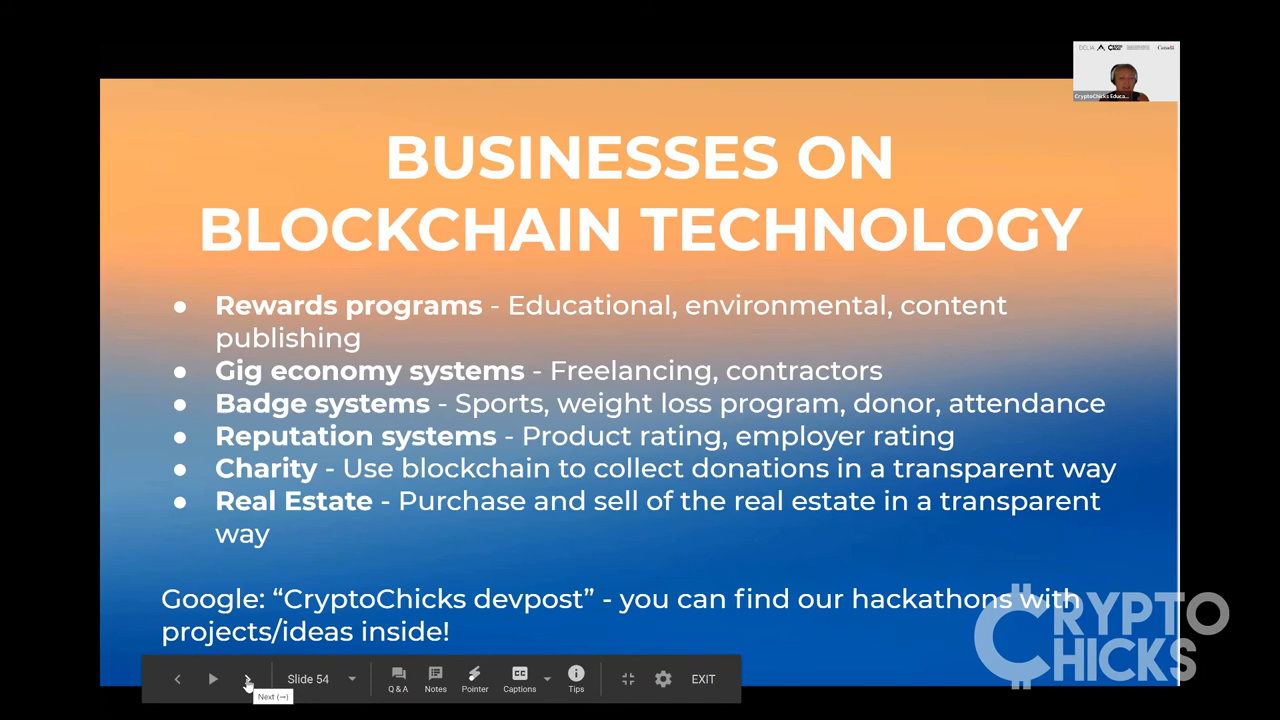 CryptoChicks Educa...
Canada
BUSINESSES ON
BLOCKCHAIN TECHNOLOGY
● Rewards programs - Educational, environmental, content
publishing
● Gig economy systems - Freelancing, contractors
● Badge systems - Sports, weight loss program, donor, attendance
● Reputation systems - Product rating, employer rating
● Charity - Use blockchain to collect donations in a transparent way
● Real Estate - Purchase and sell of the real estate in a transparent
way
Google: “CryptoChicks devpost” - you can find our hackathons with
projects/ideas inside!
CRYPTO
CHICKS
Slide 54
Q & A
Notes
Pointer
Captions
Tips
EXIT
Next (→)